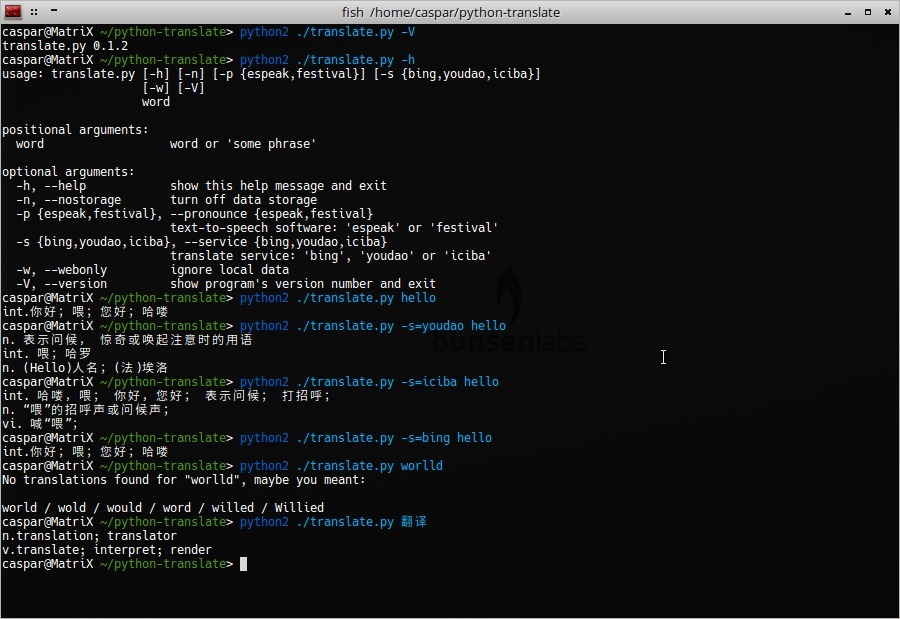 fish /home/caspar/python-translate
caspar@MatriX ~/python-translate> python2 ./translate.py -V
translate.py 0.1.2
caspar@MatriX ~/python-translate> python2 ./translate.py -h
usage: translate.py [-h] [-n] [-p {espeak,festival}] [-s {bing,youdao,iciba}]
                    [-w] [-V]
                    word

positional arguments:
  word                  word or 'some phrase'

optional arguments:
  -h, --help            show this help message and exit
  -n, --nostorage       turn off data storage
  -p {espeak,festival}, --pronounce {espeak,festival}
                        text-to-speech software: 'espeak' or 'festival'
  -s {bing,youdao,iciba}, --service {bing,youdao,iciba}
                        translate service: 'bing', 'youdao' or 'iciba'
  -w, --webonly         ignore local data
  -V, --version         show program's version number and exit
caspar@MatriX ~/python-translate> python2 ./translate.py hello
int.你好；喂；您好；哈喽
caspar@MatriX ~/python-translate> python2 ./translate.py -s=youdao hello
n. 表示问候， 惊奇或唤起注意时的用语
int. 喂；哈罗
n. (Hello)人名；(法)埃洛
caspar@MatriX ~/python-translate> python2 ./translate.py -s=iciba hello
int. 哈喽，喂； 你好，您好； 表示问候； 打招呼；
n. “喂”的招呼声或问候声；
vi. 喊“喂”；
caspar@MatriX ~/python-translate> python2 ./translate.py -s=bing hello
int.你好；喂；您好；哈喽
caspar@MatriX ~/python-translate> python2 ./translate.py worlld
No translations found for "worlld", maybe you meant:

world / wold / would / word / willed / Willied
caspar@MatriX ~/python-translate> python2 ./translate.py 翻译
n.translation; translator
v.translate; interpret; render
caspar@MatriX ~/python-translate>
bunsenlabs